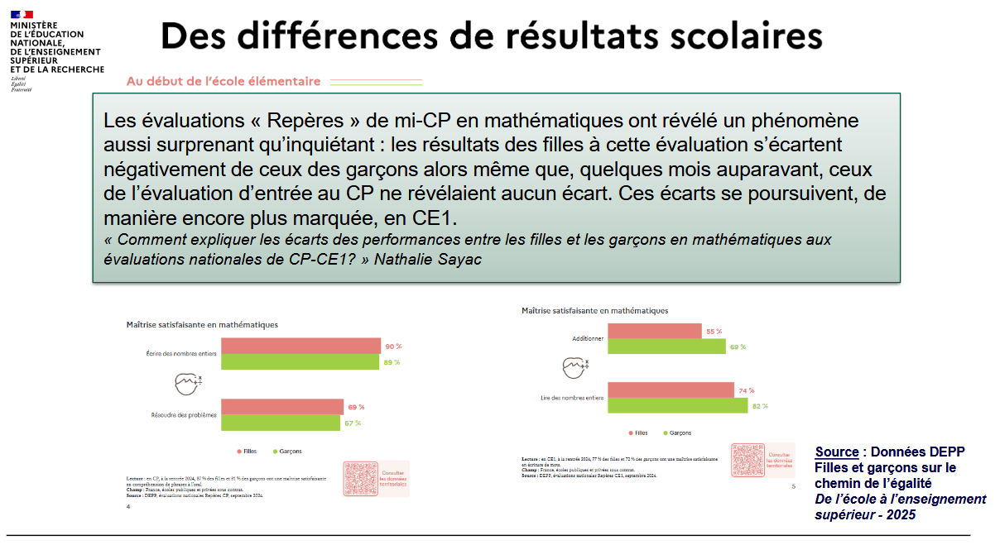 MINISTÈRE
DE L'ÉDUCATION
NATIONALE,
DE L'ENSEIGNEMENT
SUPÉRIEUR
ET DE LA RECHERCHE
Liberté
Égalité
Fraternité
Des différences de résultats scolaires
Au début de l'école élémentaire
Les évaluations « Repères » de mi-CP en mathématiques ont révélé un phénomène
aussi surprenant qu'inquiétant : les résultats des filles à cette évaluation s'écartent
négativement de ceux des garçons alors même que, quelques mois auparavant, ceux
de l'évaluation d'entrée au CP ne révélaient aucun écart. Ces écarts se poursuivent, de
manière encore plus marquée, en CE1.
« Comment expliquer les écarts des performances entre les filles et les garçons en mathématiques aux
évaluations nationales de CP-CE1? » Nathalie Sayac
Maîtrise satisfaisante en mathématiques
Écrire des nombres entiers
90 %
89 %
Résoudre des problèmes
69 %
67 %
Filles
Garçons
Consulter
les données
territoriales
Lecture : en CP, à la rentrée 2024, 87 % des filles et 81 % des garçons ont une maîtrise satisfaisante
en compréhension de phrases à l'oral.
Champ : France, écoles publiques et privées sous contrat.
Source : DEPP, évaluations nationales Repères CP, septembre 2024.
4
Maîtrise satisfaisante en mathématiques
Additionner
55 %
69 %
Lire des nombres entiers
74 %
82 %
Filles
Garçons
Consulter
les données
territoriales
Lecture : en CE1, à la rentrée 2024, 77 % des filles et 72 % des garçons ont une maîtrise satisfaisante
en écriture de mots.
Champ : France, écoles publiques et privées sous contrat.
Source : DEPP, évaluations nationales Repères CE1, septembre 2024.
5
Source : Données DEPP
Filles et garçons sur le
chemin de l'égalité
De l'école à l'enseignement
supérieur - 2025